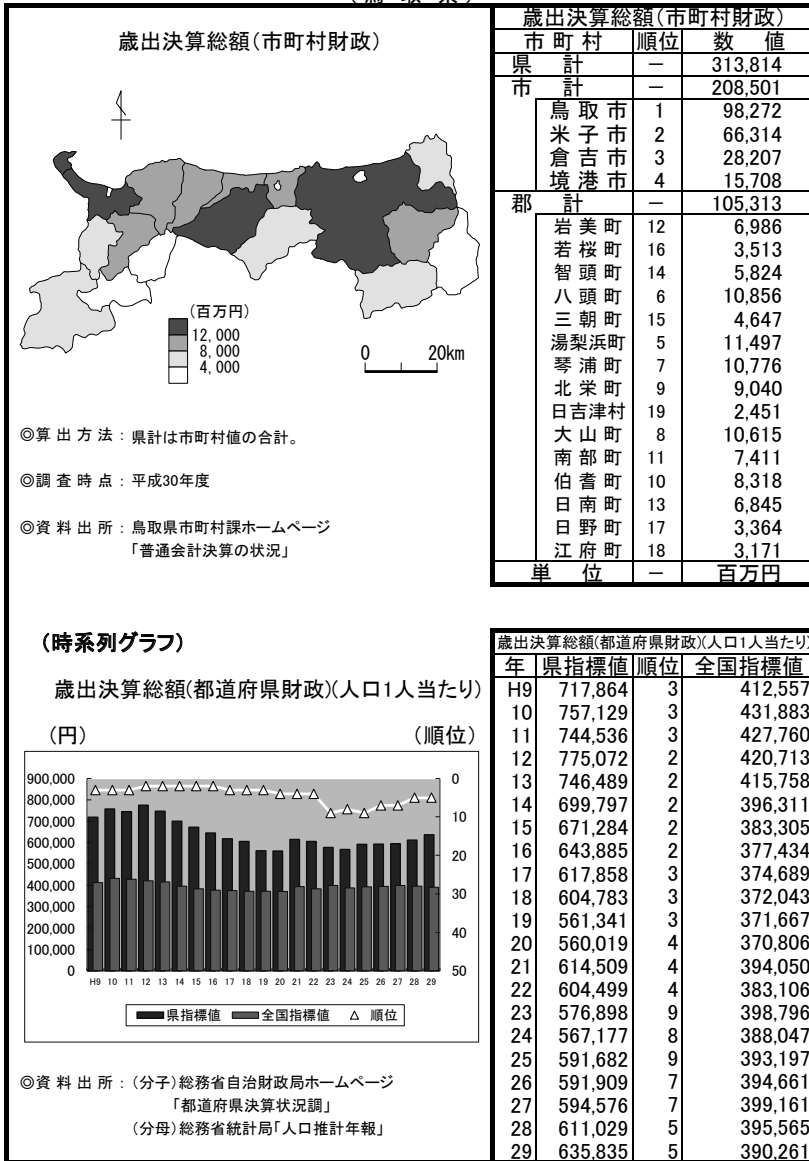 歳出決算総額(市町村財政)
(百万円)
12,000
8,000
4,000
0 20km
◎算出方法：県計は市町村値の合計。
◎調査時点：平成30年度
◎資料出所：鳥取県市町村課ホームページ
「普通会計決算の状況」
歳出決算総額(市町村財政)
市町村 順位 数値
県計 － 313,814
市計 － 208,501
鳥取市 1 98,272
米子市 2 66,314
倉吉市 3 28,207
境港市 4 15,708
郡計 － 105,313
岩美町 12 6,986
若桜町 16 3,513
智頭町 14 5,824
八頭町 6 10,856
三朝町 15 4,647
湯梨浜町 5 11,497
琴浦町 7 10,776
北栄町 9 9,040
日吉津村 19 2,451
大山町 8 10,615
南部町 11 7,411
伯耆町 10 8,318
日南町 13 6,845
日野町 17 3,364
江府町 18 3,171
単位 － 百万円
(時系列グラフ)
歳出決算総額(都道府県財政)(人口1人当たり)
(円) (順位)
900,000 0
800,000
700,000 10
600,000
500,000 20
400,000 30
300,000
200,000 40
100,000
0 50
H9 10 11 12 13 14 15 16 17 18 19 20 21 22 23 24 25 26 27 28 29
県指標値 全国指標値 △ 順位
◎資料出所：(分子)総務省自治財政局ホームページ
「都道府県決算状況調」
(分母)総務省統計局「人口推計年報」
歳出決算総額(都道府県財政)(人口1人当たり)
年 県指標値 順位 全国指標値
H9 717,864 3 412,557
10 757,129 3 431,883
11 744,536 3 427,760
12 775,072 2 420,713
13 746,489 2 415,758
14 699,797 2 396,311
15 671,284 2 383,305
16 643,885 2 377,434
17 617,858 3 374,689
18 604,783 3 372,043
19 561,341 3 371,667
20 560,019 4 370,806
21 614,509 4 394,050
22 604,499 4 383,106
23 576,898 9 398,796
24 567,177 8 388,047
25 591,682 9 393,197
26 591,909 7 394,661
27 594,576 7 399,161
28 611,029 5 395,565
29 635,835 5 390,261